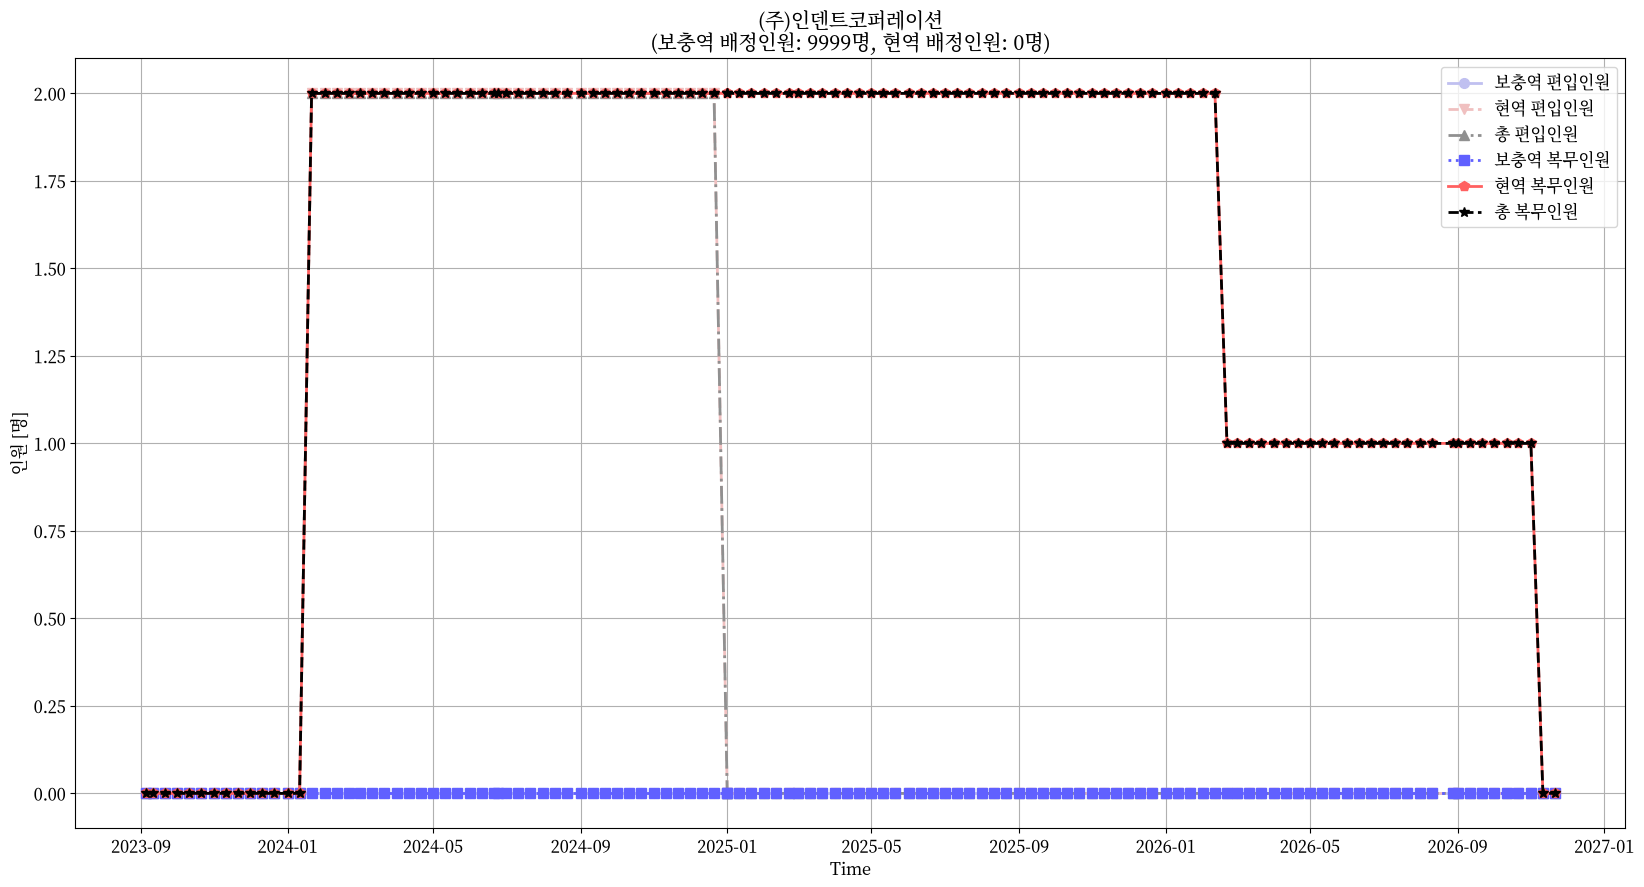 (주)인덴트코퍼레이션
(보충역 배정인원: 9999명, 현역 배정인원: 0명)
인원 [명]
2.00
1.75
1.50
1.25
1.00
0.75
0.50
0.25
0.00
보충역 편입인원
현역 편입인원
총 편입인원
보충역 복무인원
현역 복무인원
총 복무인원
2023-09
2024-01
2024-05
2024-09
2025-01
2025-05
2025-09
2026-01
2026-05
2026-09
2027-01
Time